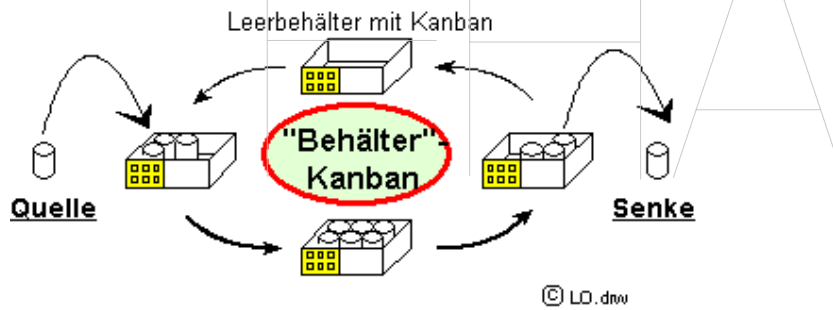 Leerbehälter mit Kanban
"Behälter"-
Kanban
Quelle
Senke
© LO.drw